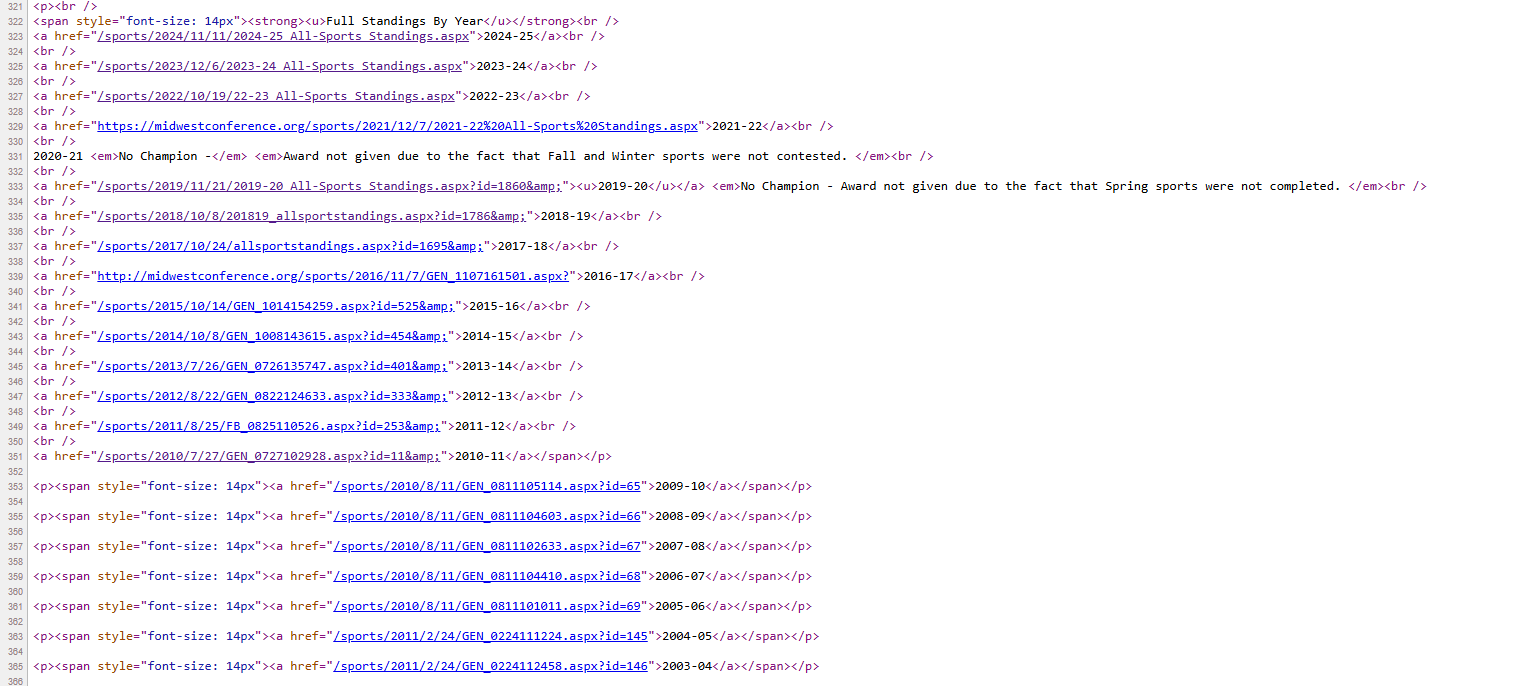 321 <p><br />
322 <span style="font-size: 14px"><strong><u>Full Standings By Year</u></strong><br />
323 <a href="/sports/2024/11/11/2024-25_All-Sports_Standings.aspx">2024-25</a><br />
324 <br />
325 <a href="/sports/2023/12/6/2023-24_All-Sports_Standings.aspx">2023-24</a><br />
326 <br />
327 <a href="/sports/2022/10/19/22-23_All-Sports_Standings.aspx">2022-23</a><br />
328 <br />
329 <a href="https://midwestconference.org/sports/2021/12/7/2021-22%20All-Sports%20Standings.aspx">2021-22</a><br />
330 <br />
331 2020-21 <em>No Champion -</em> <em>Award not given due to the fact that Fall and Winter sports were not contested. </em><br />
332 <br />
333 <a href="/sports/2019/11/21/2019-20_All-Sports_Standings.aspx?id=1860&amp;"><u>2019-20</u></a> <em>No Champion - Award not given due to the fact that Spring sports were not completed. </em><br />
334 <br />
335 <a href="/sports/2018/10/8/201819_allsportstandings.aspx?id=1786&amp;">2018-19</a><br />
336 <br />
337 <a href="/sports/2017/10/24/allsportstandings.aspx?id=1695&amp;">2017-18</a><br />
338 <br />
339 <a href="http://midwestconference.org/sports/2016/11/7/GEN_1107161501.aspx?">2016-17</a><br />
340 <br />
341 <a href="/sports/2015/10/14/GEN_1014154259.aspx?id=525&amp;">2015-16</a><br />
342 <br />
343 <a href="/sports/2014/10/8/GEN_1008143615.aspx?id=454&amp;">2014-15</a><br />
344 <br />
345 <a href="/sports/2013/7/26/GEN_0726135747.aspx?id=401&amp;">2013-14</a><br />
346 <br />
347 <a href="/sports/2012/8/22/GEN_0822124633.aspx?id=333&amp;">2012-13</a><br />
348 <br />
349 <a href="/sports/2011/8/25/FB_0825110526.aspx?id=253&amp;">2011-12</a><br />
350 <br />
351 <a href="/sports/2010/7/27/GEN_0727102928.aspx?id=11&amp;">2010-11</a></span></p>
352
353 <p><span style="font-size: 14px"><a href="/sports/2010/8/11/GEN_0811105114.aspx?id=65">2009-10</a></span></p>
354
355 <p><span style="font-size: 14px"><a href="/sports/2010/8/11/GEN_0811104603.aspx?id=66">2008-09</a></span></p>
356
357 <p><span style="font-size: 14px"><a href="/sports/2010/8/11/GEN_0811102633.aspx?id=67">2007-08</a></span></p>
358
359 <p><span style="font-size: 14px"><a href="/sports/2010/8/11/GEN_0811104410.aspx?id=68">2006-07</a></span></p>
360
361 <p><span style="font-size: 14px"><a href="/sports/2010/8/11/GEN_0811101011.aspx?id=69">2005-06</a></span></p>
362
363 <p><span style="font-size: 14px"><a href="/sports/2011/2/24/GEN_0224111224.aspx?id=145">2004-05</a></span></p>
364
365 <p><span style="font-size: 14px"><a href="/sports/2011/2/24/GEN_0224112458.aspx?id=146">2003-04</a></span></p>
366